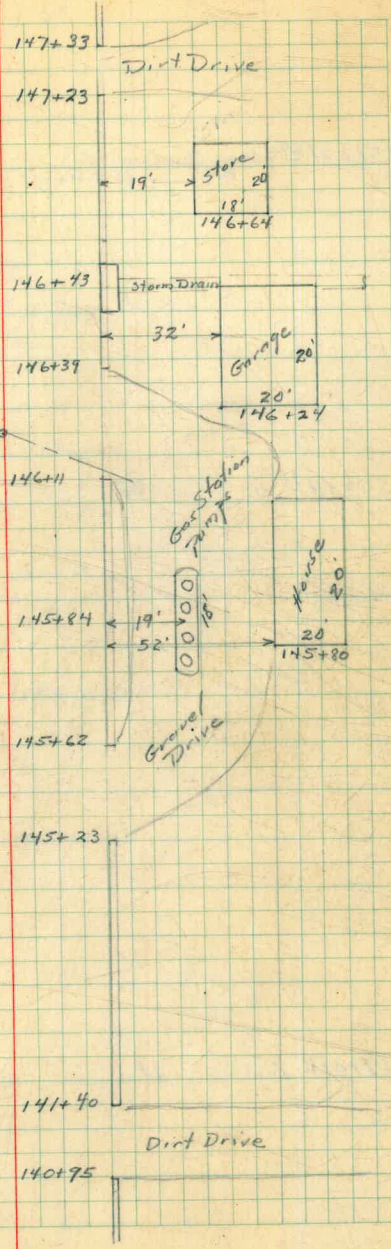 147+33
Dirt Drive
147+23
19'
Store
20'
18'
146+64
146+43
Storm Drain
32'
Garage
20'
146+39
20'
146+24
146+11
Gas Station
Pumps
House
20'
145+84
19'
18'
52'
20'
145+80
145+62
Gravel
Drive
145+23
141+40
Dirt Drive
140+95